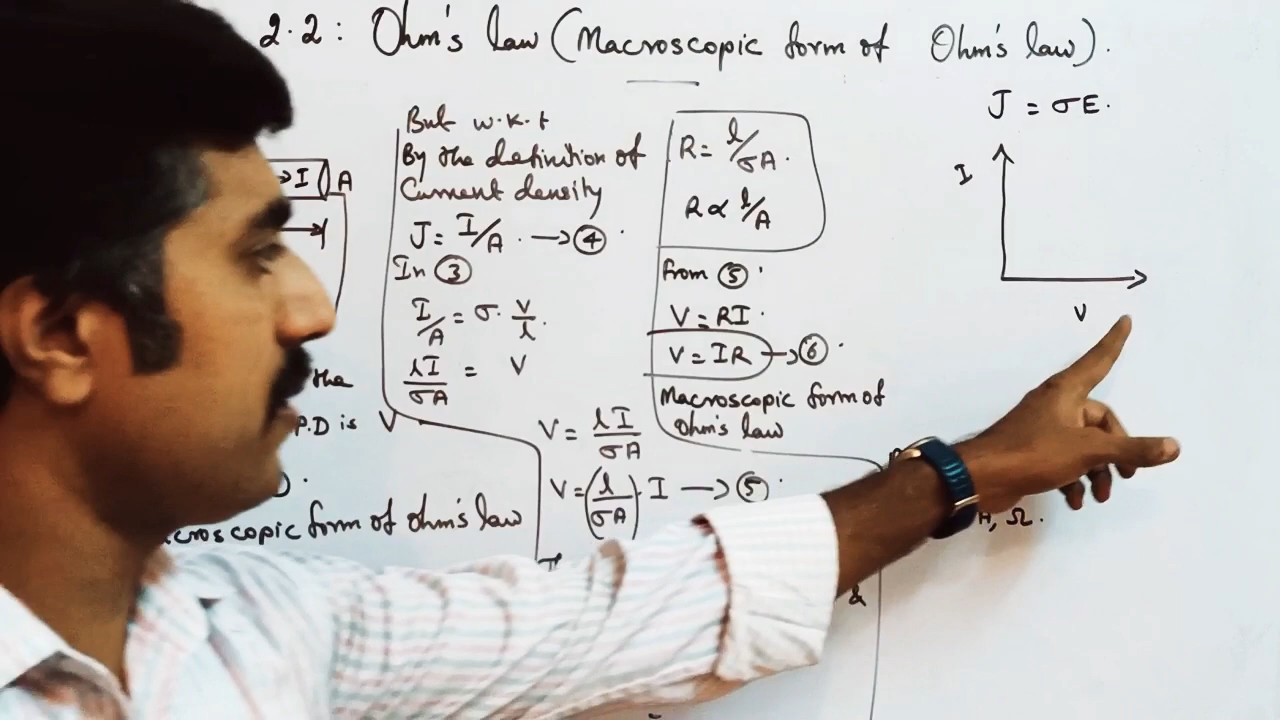 2.2: Ohm's law (Macroscopic form of Ohm's law).
I A
the
P.D is V
croscopic form of ohm's law
But w.k.t
By the definition of
Current density
J = I/A. → ④
In ③
I/A = σ. V/l.
lI/σA = V
V = lI/σA
V = (l/σA). I → ⑤
R = l/σA.
R ∝ l/A
From ⑤
V = RI.
V = IR → ⑥
Macroscopic form of
Ohm's law
J = σE.
I
V
Ω.
&